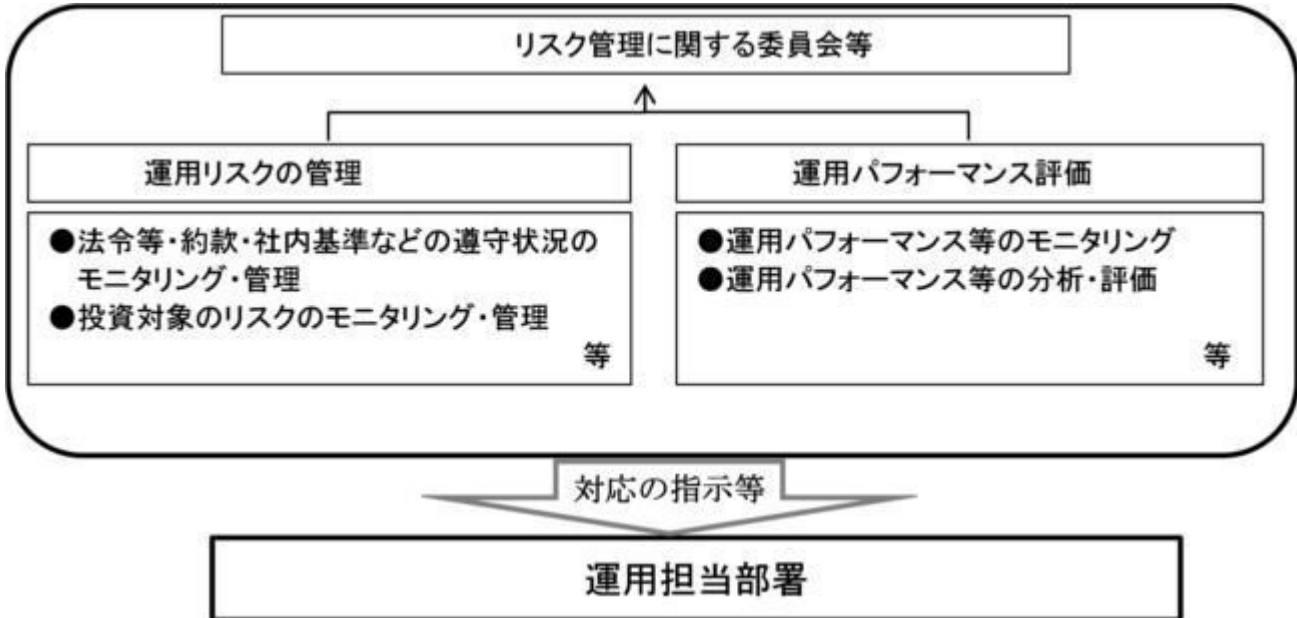 リスク管理に関する委員会等
運用リスクの管理
●法令等・約款・社内基準などの遵守状況の
モニタリング・管理
●投資対象のリスクのモニタリング・管理
等
運用パフォーマンス評価
●運用パフォーマンス等のモニタリング
●運用パフォーマンス等の分析・評価
等
対応の指示等
運用担当部署